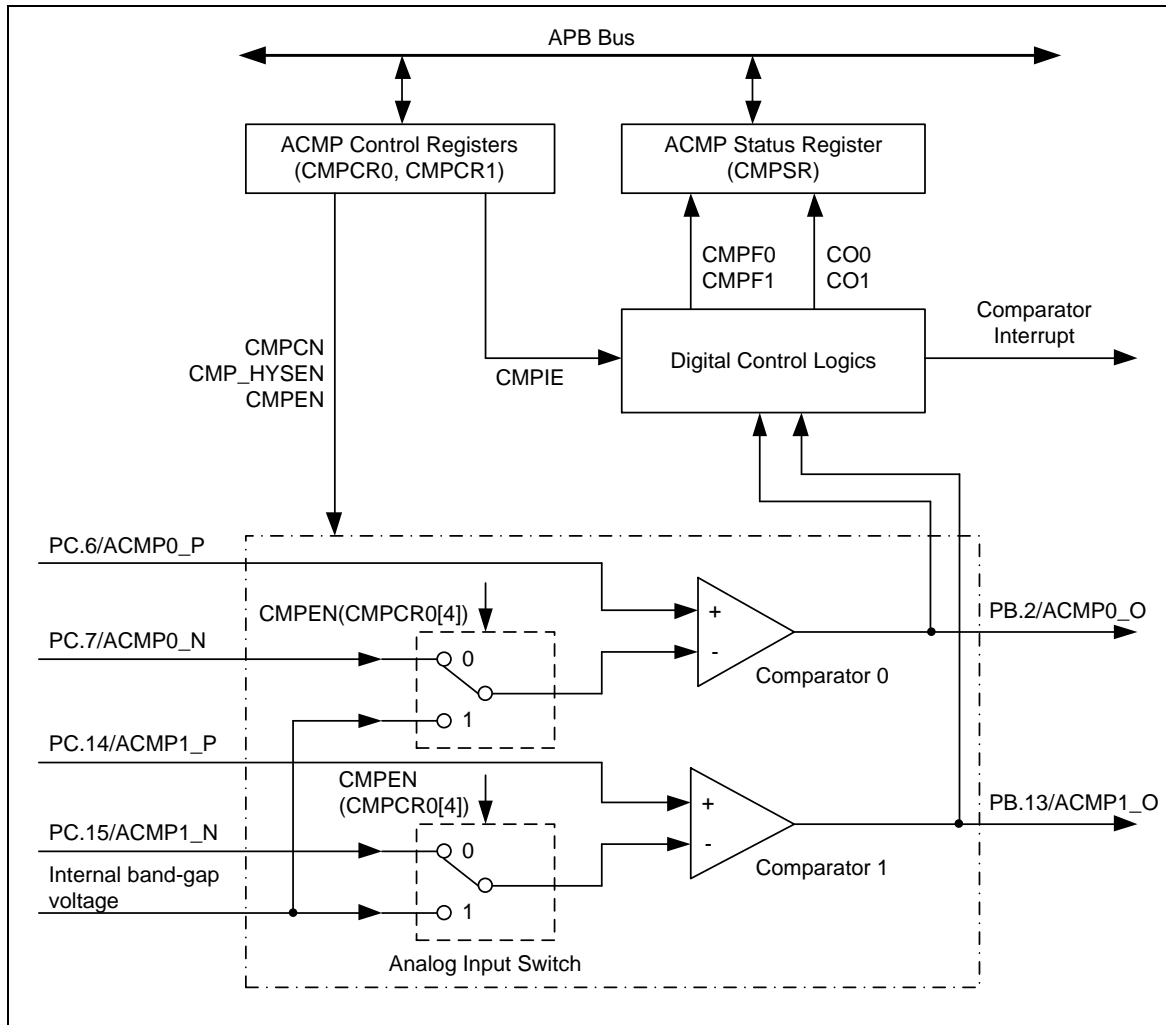 APB Bus
ACMP Control Registers
(CMPCR0, CMPCR1)
ACMP Status Register
(CMPSR)
CMPF0
CMPF1
CO0
CO1
Comparator
Interrupt
CMPCN
CMP_HYSEN
CMPEN
CMPIE
Digital Control Logics
PC.6/ACMP0_P
CMPEN(CMPCR0[4])
PC.7/ACMP0_N
0
1
+
-
Comparator 0
PB.2/ACMP0_O
PC.14/ACMP1_P
CMPEN
(CMPCR0[4])
PC.15/ACMP1_N
Internal band-gap
voltage
0
1
+
-
Comparator 1
PB.13/ACMP1_O
Analog Input Switch